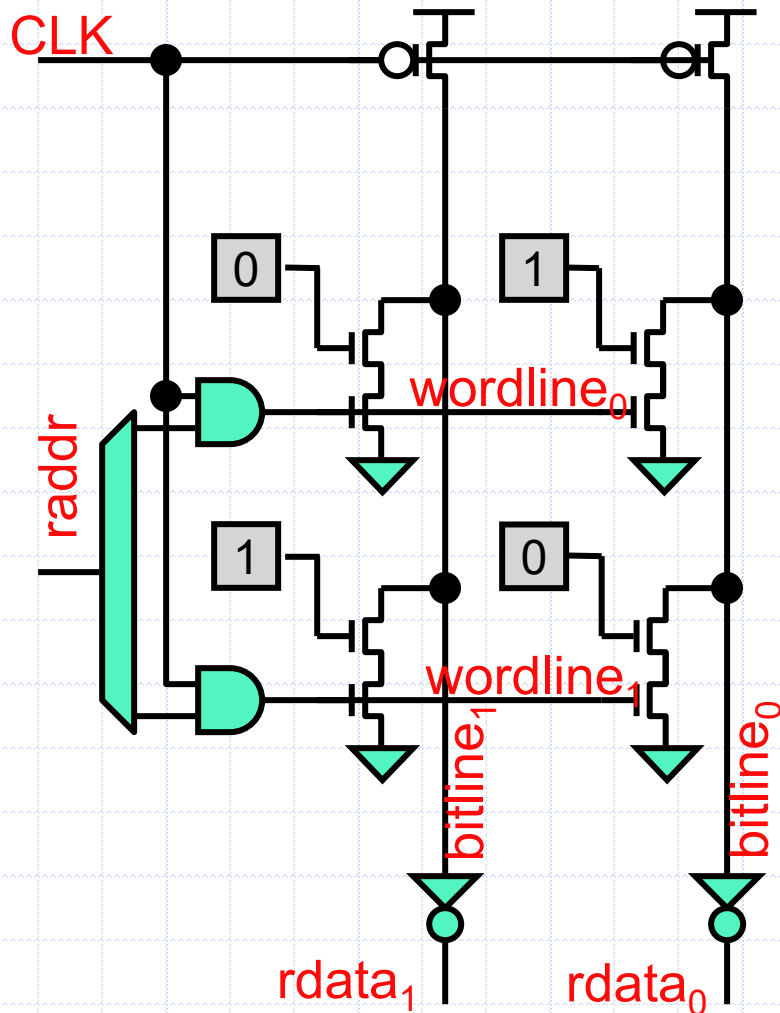 CLK
0
1
wordline₀
raddr
1
0
wordline₁
bitline₁
bitline₀
rdata₁
rdata₀